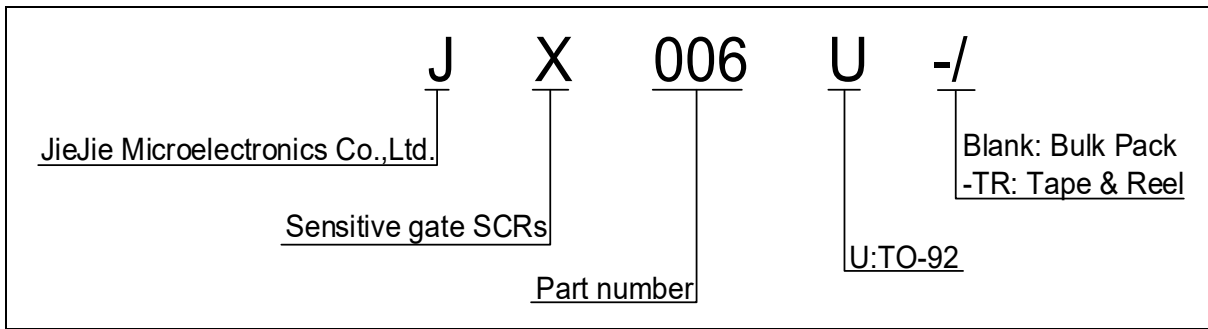 J X 006 U -/
JieJie Microelectronics Co.,Ltd.
Blank: Bulk Pack
-TR: Tape & Reel
Sensitive gate SCRs
U:TO-92
Part number